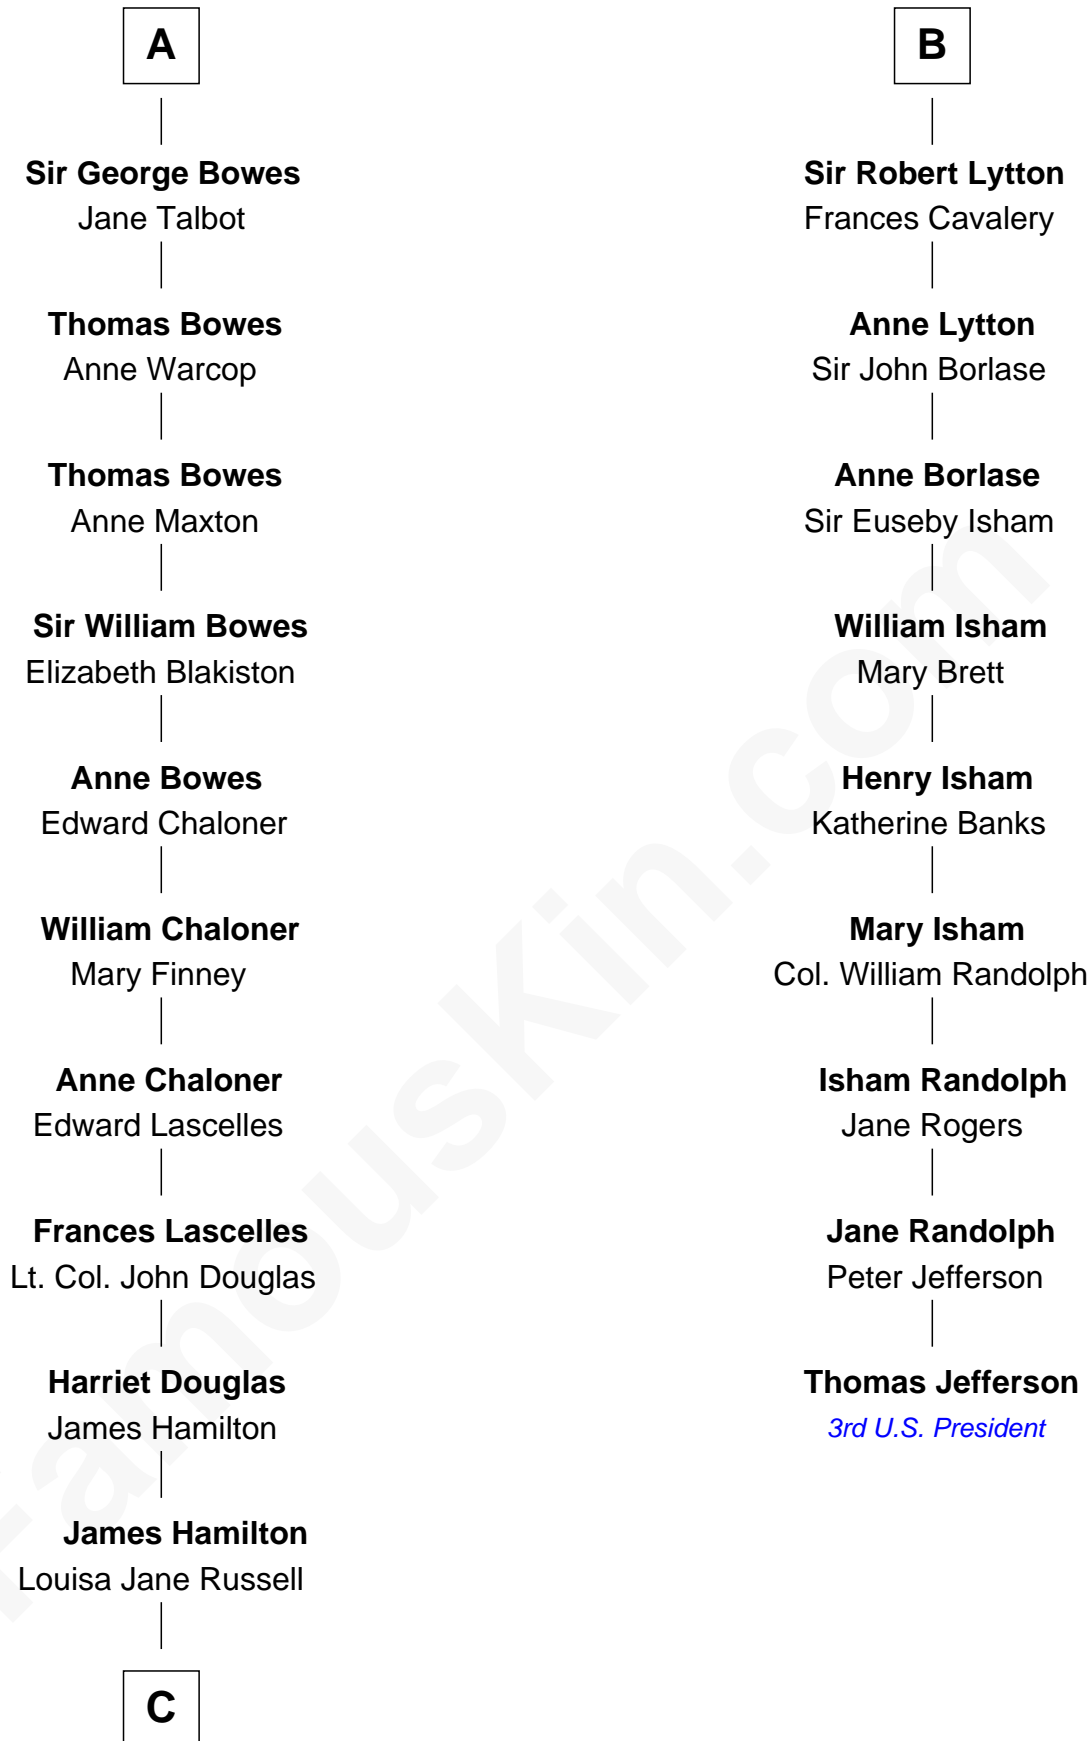 A
Sir George Bowes
Jane Talbot
Thomas Bowes
Anne Warcop
Thomas Bowes
Anne Maxton
Sir William Bowes
Elizabeth Blakiston
Anne Bowes
Edward Chaloner
William Chaloner
Mary Finney
Anne Chaloner
Edward Lascelles
Frances Lascelles
Lt. Col. John Douglas
Harriet Douglas
James Hamilton
James Hamilton
Louisa Jane Russell
C
B
Sir Robert Lytton
Frances Cavalery
Anne Lytton
Sir John Borlase
Anne Borlase
Sir Euseby Isham
William Isham
Mary Brett
Henry Isham
Katherine Banks
Mary Isham
Col. William Randolph
Isham Randolph
Jane Rogers
Jane Randolph
Peter Jefferson
Thomas Jefferson
3rd U.S. President
FamousKin.com